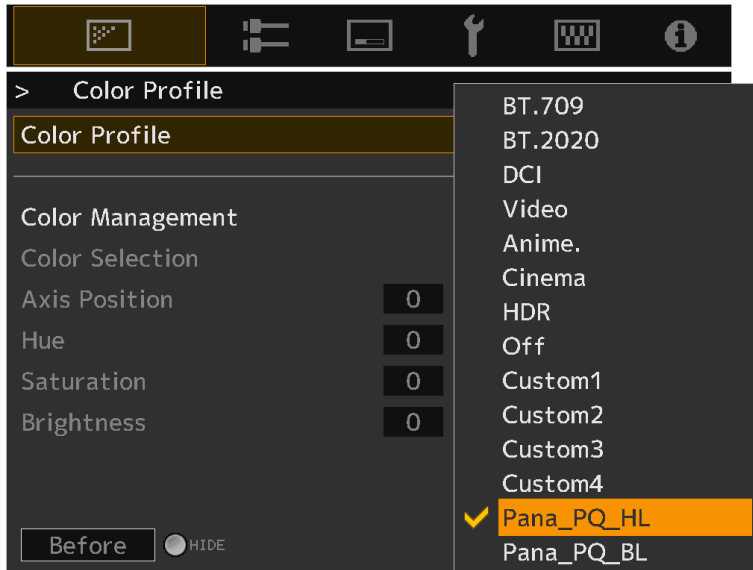 > Color Profile
Color Profile
Color Management
Color Selection
Axis Position 0
Hue 0
Saturation 0
Brightness 0
Before HIDE
BT.709
BT.2020
DCI
Video
Anime.
Cinema
HDR
Off
Custom1
Custom2
Custom3
Custom4
Pana_PQ_HL
Pana_PQ_BL